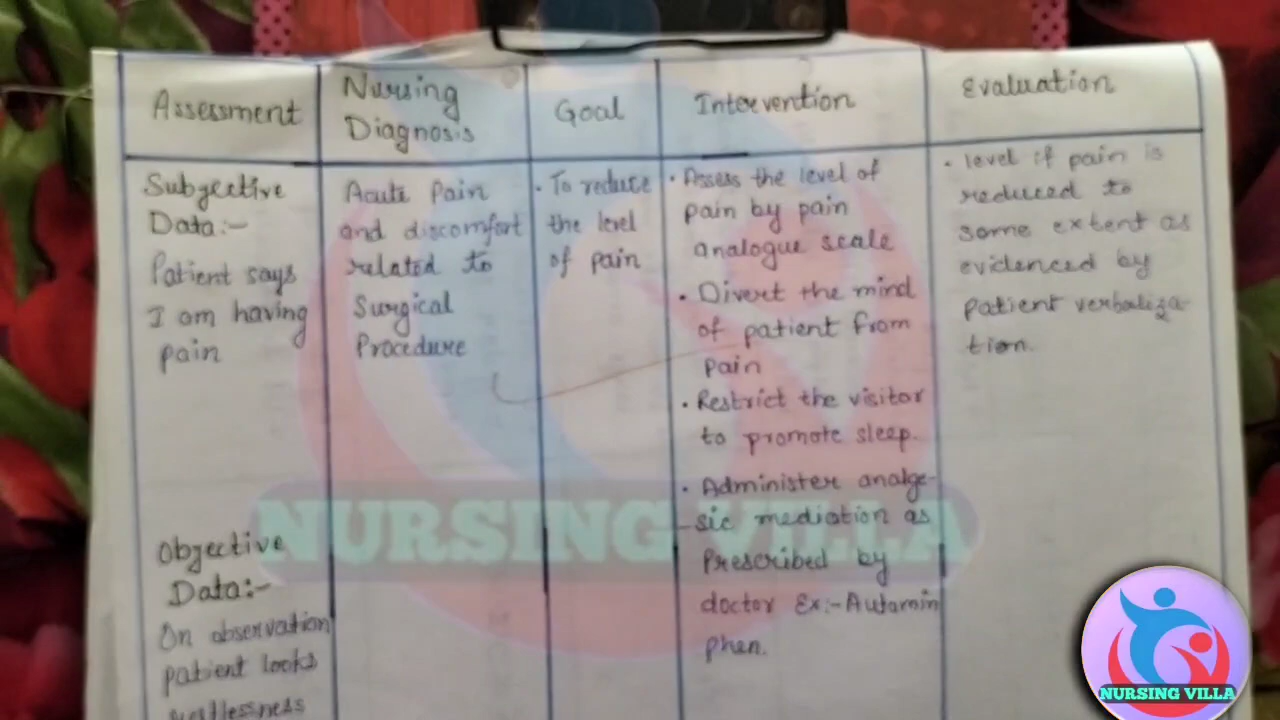 Assessment
Nursing
Diagnosis
Goal
Intervention
Evaluation
Subjective
Data:-
Patient says
I am having
pain
Objective
Data:-
On observation
patient looks
restlessness
Acute Pain
and discomfort
related to
Surgical
Procedure
• To reduce
the level
of pain
• Assess the level of
pain by pain
analogue scale
• Divert the mind
of patient from
pain
• Restrict the visitor
to promote sleep.
• Administer analge-
sic mediation as
Prescribed by
doctor Ex:- Autamin
phen.
• level if pain is
reduced to
some extent as
evidenced by
patient verbaliza-
tion.
NURSING VILLA
NURSING VILLA